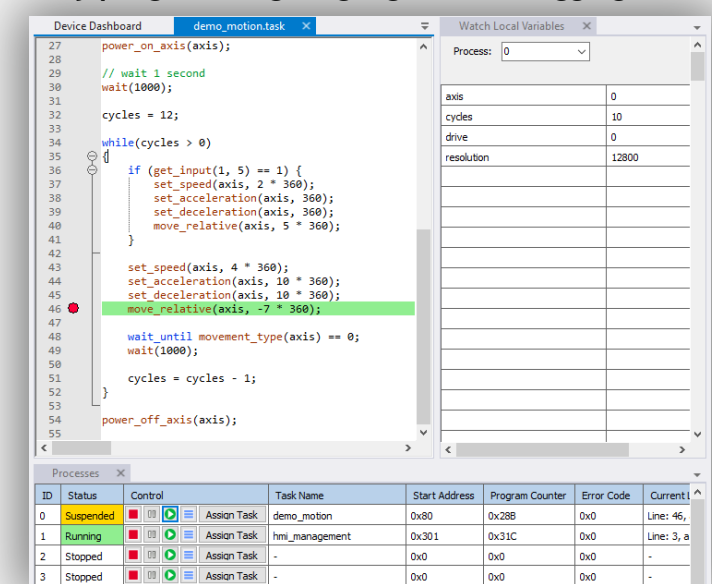 Device Dashboard
demo_motion.task
Watch Local Variables
27 power_on_axis(axis);
28
29 // wait 1 second
30 wait(1000);
31
32 cycles = 12;
33
34 while(cycles > 0)
35 {
36 if (get_input(1, 5) == 1) {
37 set_speed(axis, 2 * 360);
38 set_acceleration(axis, 360);
39 set_deceleration(axis, 360);
40 move_relative(axis, 5 * 360);
41 }
42
43 set_speed(axis, 4 * 360);
44 set_acceleration(axis, 10 * 360);
45 set_deceleration(axis, 10 * 360);
46 move_relative(axis, -7 * 360);
47
48 wait_until movement_type(axis) == 0;
49 wait(1000);
50
51 cycles = cycles - 1;
52 }
53
54 power_off_axis(axis);
55
Process: 0
axis 0
cycles 10
drive 0
resolution 12800
Processes
ID Status Control Task Name Start Address Program Counter Error Code Current
0 Suspended Assign Task demo_motion 0x80 0x28B 0x0 Line: 46,
1 Running Assign Task hmi_management 0x301 0x31C 0x0 Line: 3, a
2 Stopped Assign Task - 0x0 0x0 0x0 -
3 Stopped Assign Task - 0x0 0x0 0x0 -